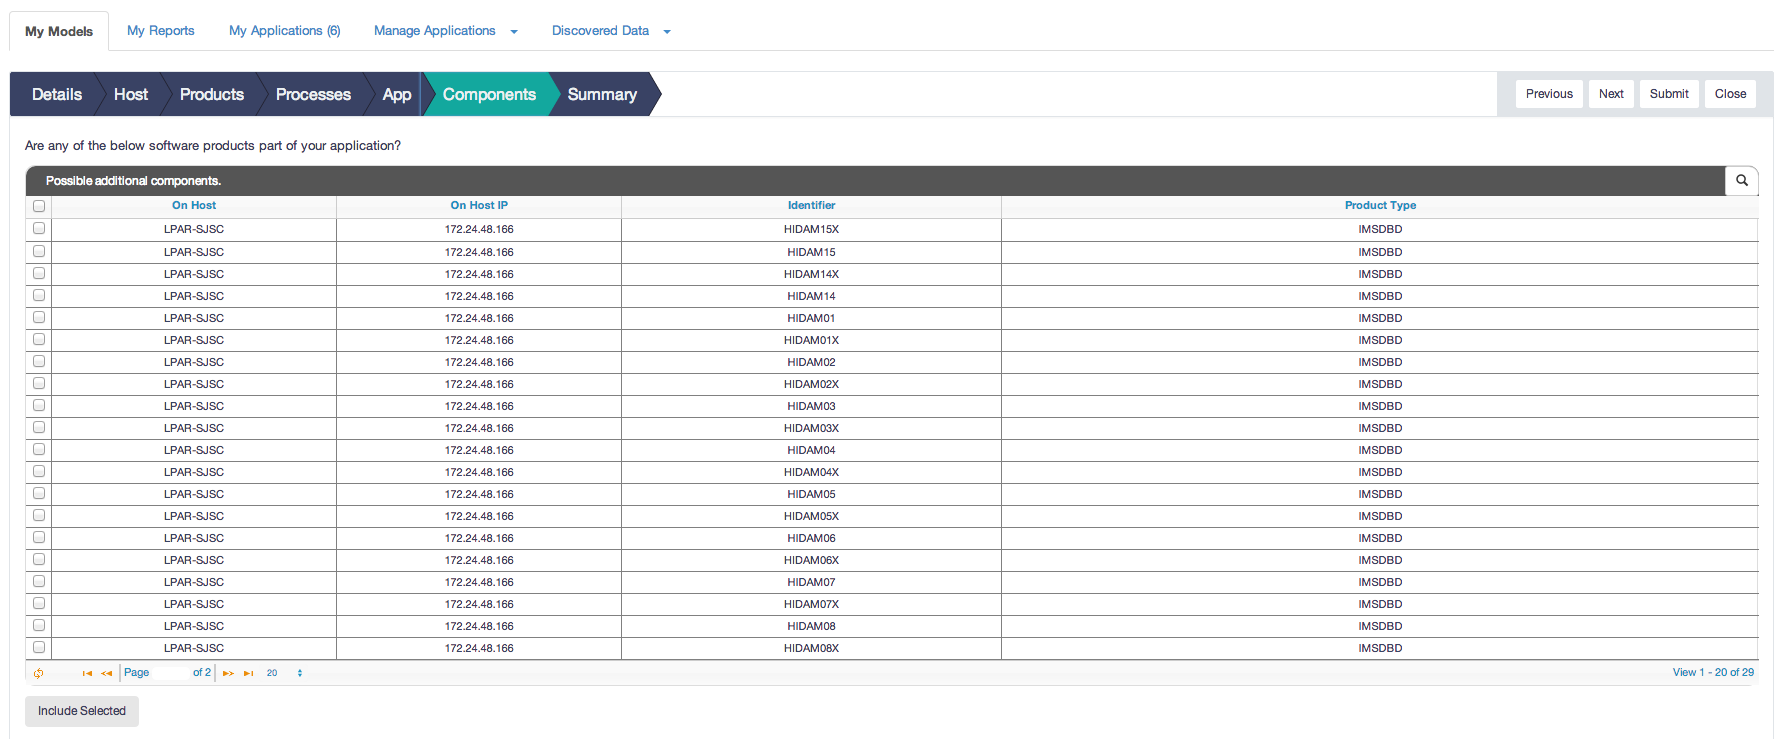 My Models My Reports My Applications (6) Manage Applications Discovered Data
Details Host Products Processes App Components Summary Previous Next Submit Close
Are any of the below software products part of your application?
Possible additional components.
On Host On Host IP Identifier Product Type
LPAR-SJSC 172.24.48.166 HIDAM15X IMSDBD
LPAR-SJSC 172.24.48.166 HIDAM15 IMSDBD
LPAR-SJSC 172.24.48.166 HIDAM14X IMSDBD
LPAR-SJSC 172.24.48.166 HIDAM14 IMSDBD
LPAR-SJSC 172.24.48.166 HIDAM01 IMSDBD
LPAR-SJSC 172.24.48.166 HIDAM01X IMSDBD
LPAR-SJSC 172.24.48.166 HIDAM02 IMSDBD
LPAR-SJSC 172.24.48.166 HIDAM02X IMSDBD
LPAR-SJSC 172.24.48.166 HIDAM03 IMSDBD
LPAR-SJSC 172.24.48.166 HIDAM03X IMSDBD
LPAR-SJSC 172.24.48.166 HIDAM04 IMSDBD
LPAR-SJSC 172.24.48.166 HIDAM04X IMSDBD
LPAR-SJSC 172.24.48.166 HIDAM05 IMSDBD
LPAR-SJSC 172.24.48.166 HIDAM05X IMSDBD
LPAR-SJSC 172.24.48.166 HIDAM06 IMSDBD
LPAR-SJSC 172.24.48.166 HIDAM06X IMSDBD
LPAR-SJSC 172.24.48.166 HIDAM07 IMSDBD
LPAR-SJSC 172.24.48.166 HIDAM07X IMSDBD
LPAR-SJSC 172.24.48.166 HIDAM08 IMSDBD
LPAR-SJSC 172.24.48.166 HIDAM08X IMSDBD
Page of 2 20 View 1 - 20 of 29
Include Selected